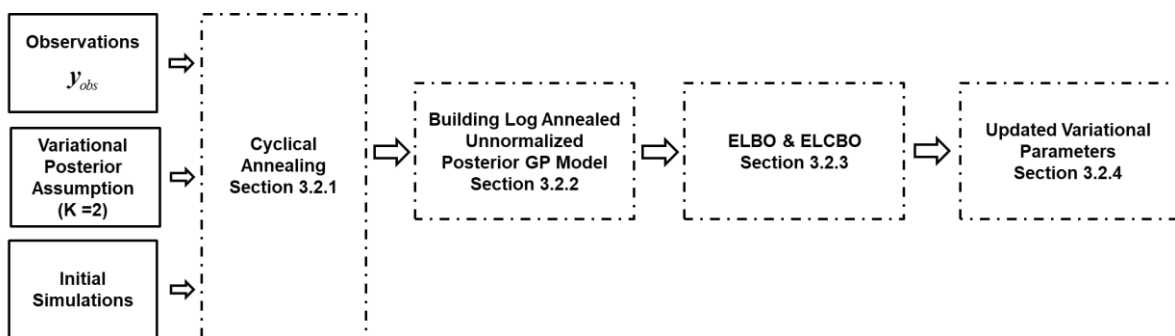 Observations
y_obs
Variational
Posterior
Assumption
(K =2)
Initial
Simulations
Cyclical
Annealing
Section 3.2.1
Building Log Annealed
Unnormalized
Posterior GP Model
Section 3.2.2
ELBO & ELCBO
Section 3.2.3
Updated Variational
Parameters
Section 3.2.4